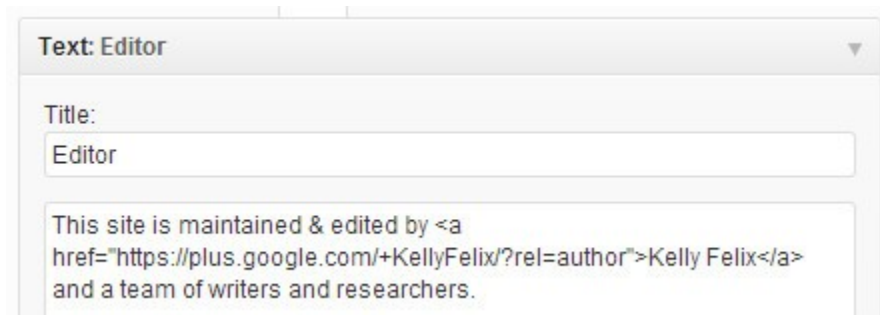 Text: Editor
Title:
Editor
This site is maintained & edited by <a
href="https://plus.google.com/+KellyFelix/?rel=author">Kelly Felix</a>
and a team of writers and researchers.